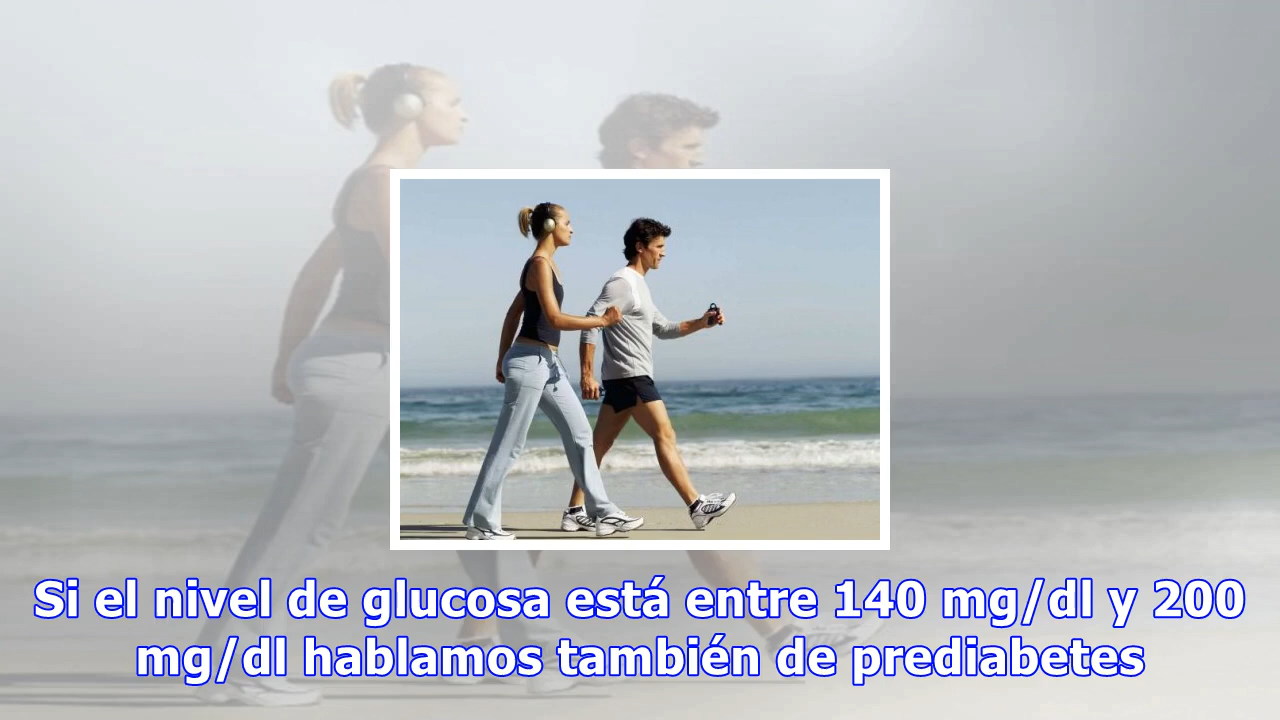 Si el nivel de glucosa está entre 140 mg/dl y 200
mg/dl hablamos también de prediabetes